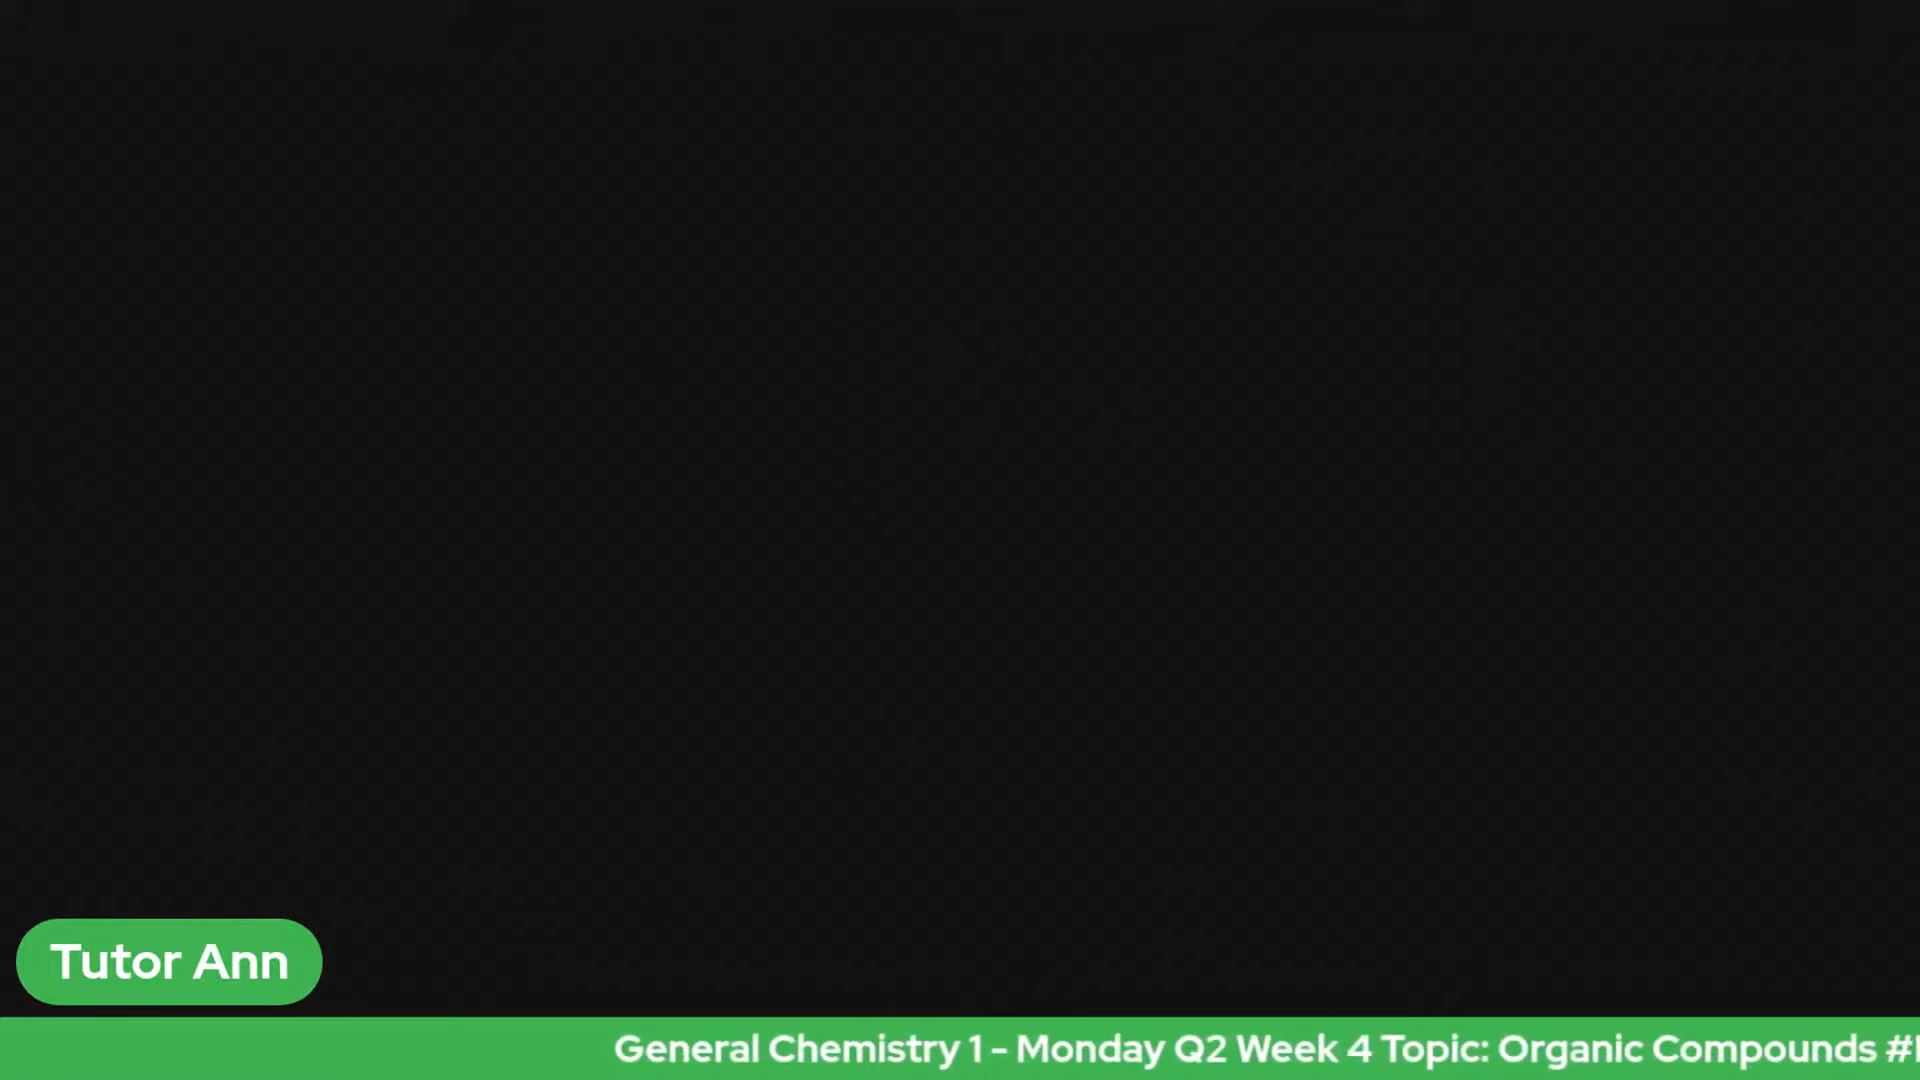 Tutor Ann
General Chemistry 1 - Monday Q2 Week 4 Topic: Organic Compounds